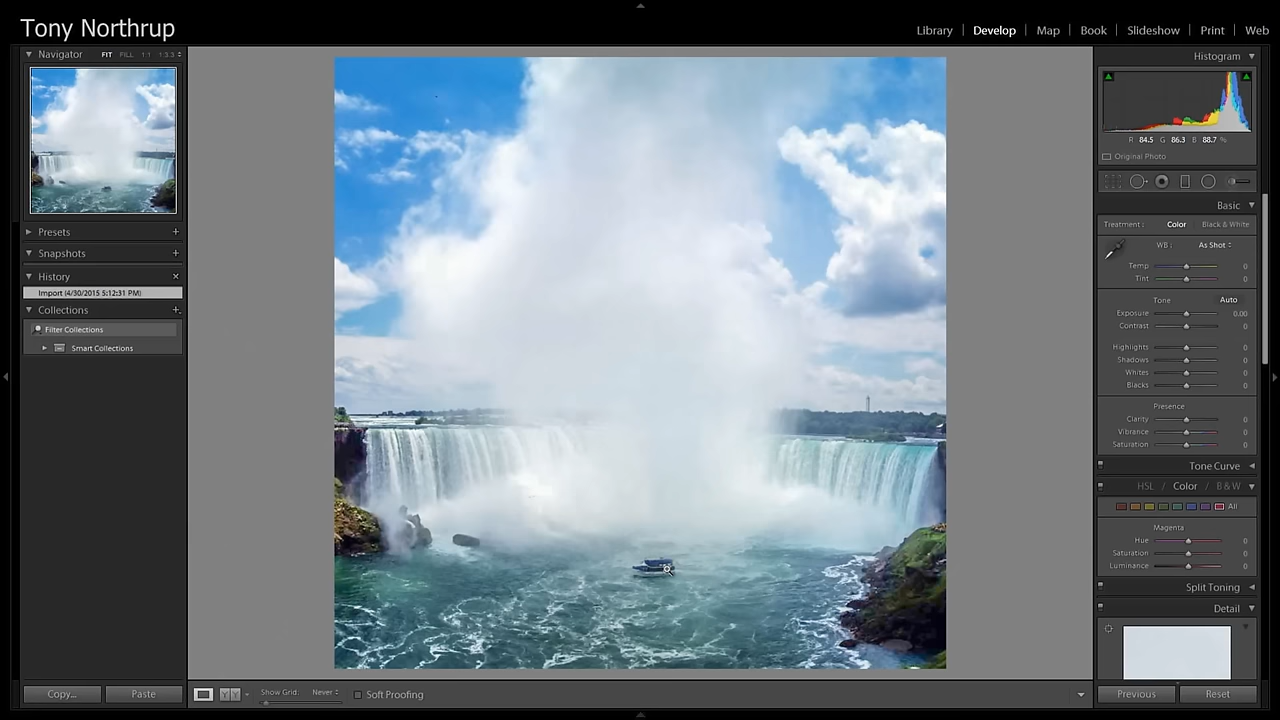 Tony Northrup
Library | Develop | Map | Book | Slideshow | Print | Web
Navigator FIT FILL 1:1 1:3.3
Histogram
R 84.5 G 86.3 B 88.7 %
Original Photo
Basic
Treatment : Color Black & White
WB : As Shot
Temp 0
Tint 0
Tone Auto
Exposure 0.00
Contrast 0
Highlights 0
Shadows 0
Whites 0
Blacks 0
Presence
Clarity 0
Vibrance 0
Saturation 0
Tone Curve
HSL / Color / B & W
All
Magenta
Hue 0
Saturation 0
Luminance 0
Split Toning
Detail
Previous Reset
Presets +
Snapshots +
History ×
Import (4/30/2015 5:12:31 PM)
Collections +
Filter Collections
Smart Collections
Copy... Paste
Show Grid: Never
Soft Proofing